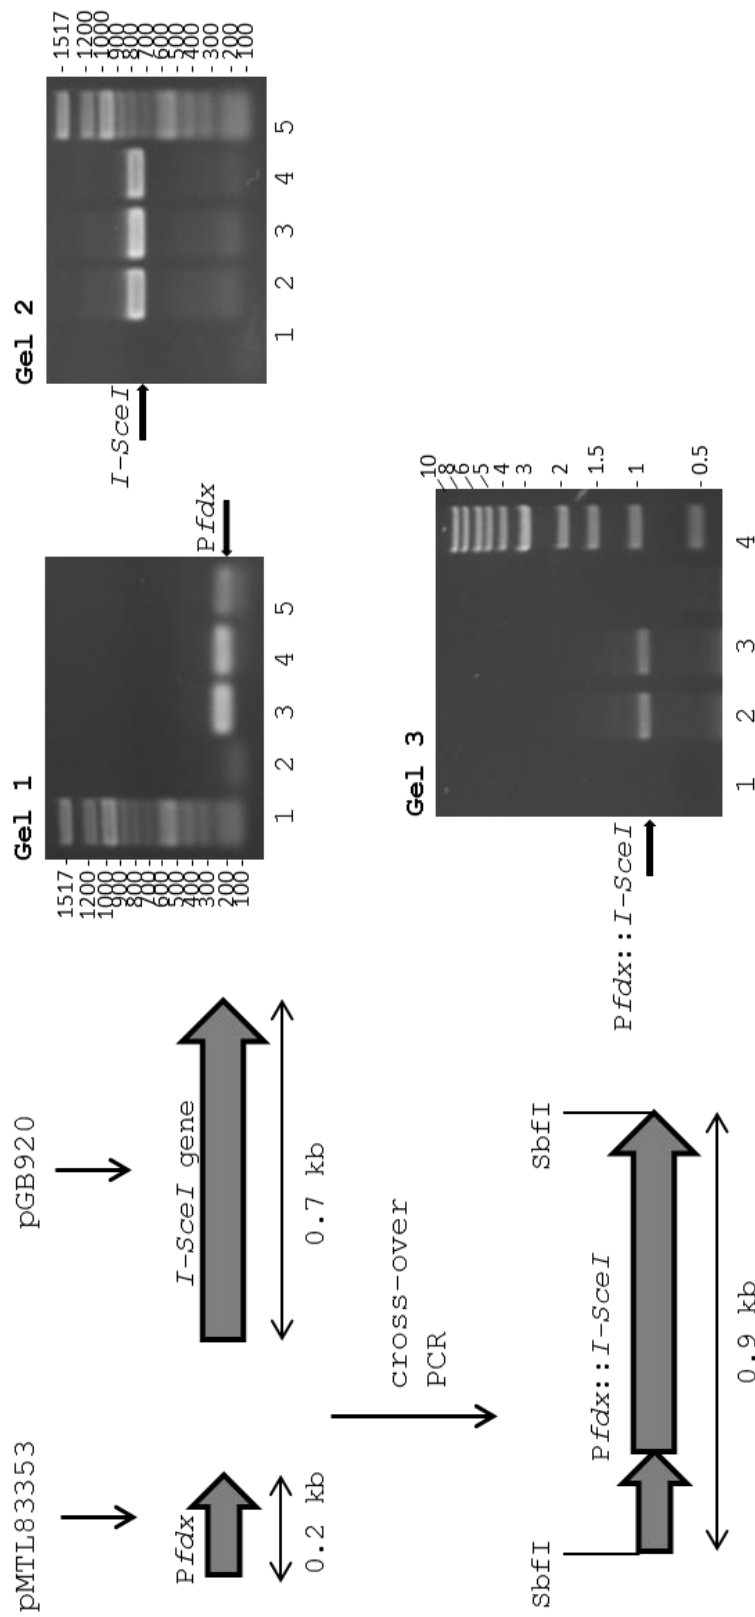 pMTL83353
pGB920
Pfdx
I-SceI gene
0.2 kb
0.7 kb
cross-over
PCR
SbfI
SbfI
Pfdx::I-SceI
0.9 kb
Gel 1
1517
1200
1000
900
800
700
600
500
400
300
200
100
Pfdx
1 2 3 4 5
Gel 2
I-SceI
1517
1200
1000
900
800
700
600
500
400
300
200
100
1 2 3 4 5
Gel 3
Pfdx::I-SceI
10
8
6
5
4
3
2
1.5
1
0.5
1 2 3 4